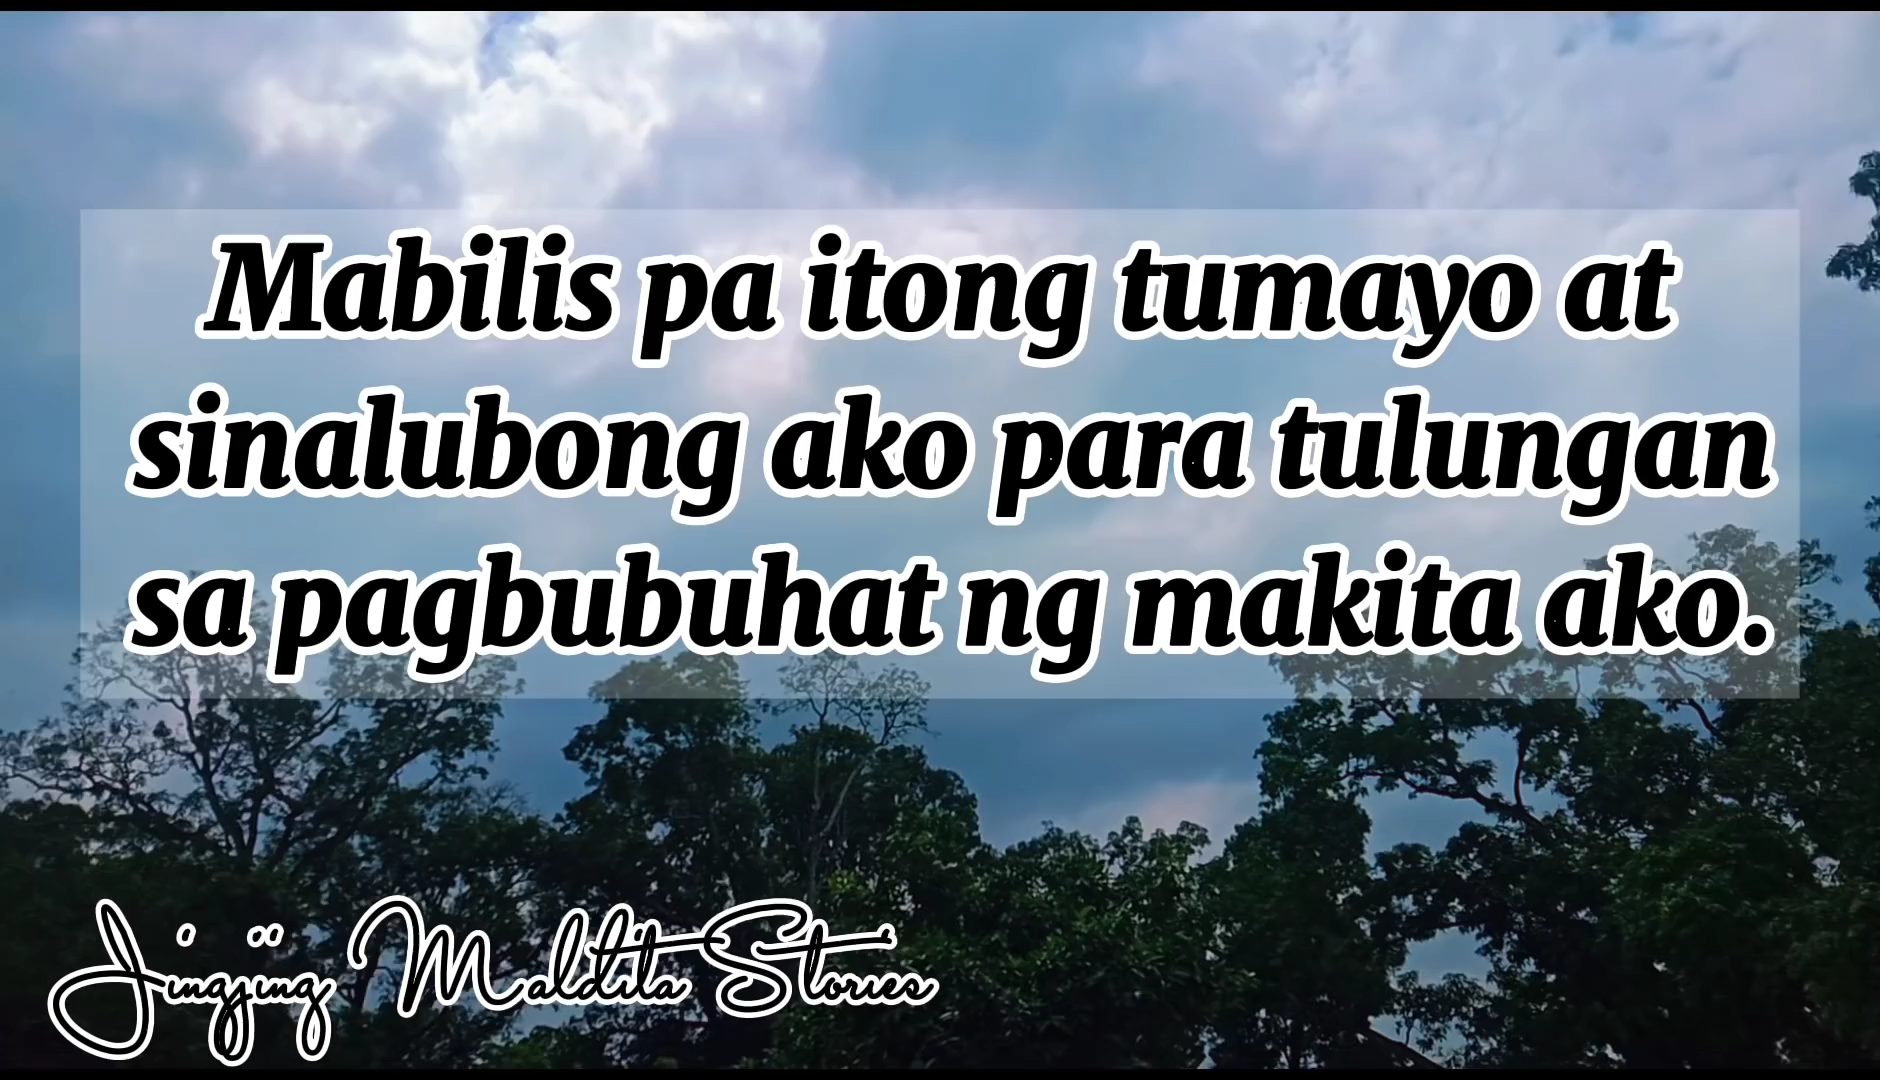 Mabilis pa itong tumayo at
sinalubong ako para tulungan
sa pagbubuhat ng makita ako.
Jingjing Maldita Stories